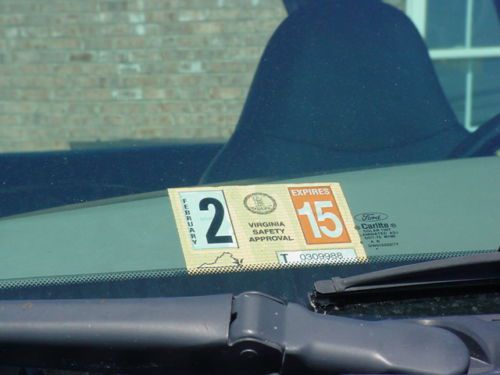 FEBRUARY
2
VIRGINIA
SAFETY
APPROVAL
EXPIRES
15
T 0309988
Ford
Carlite